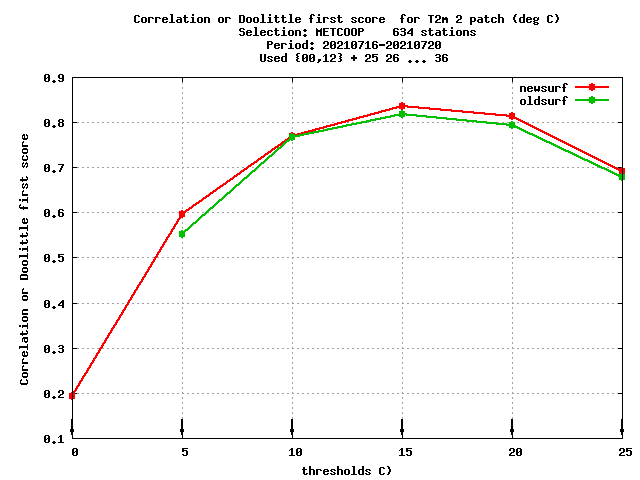 Correlation or Doolittle first score  for T2m 2 patch (deg C)
Selection: METCOOP    634 stations
Period: 20210716-20210720
Used {00,12} + 25 26 ... 36
newsurf
oldsurf
Correlation or Doolittle first score
0.9
0.8
0.7
0.6
0.5
0.4
0.3
0.2
0.1
0 5 10 15 20 25
thresholds C)